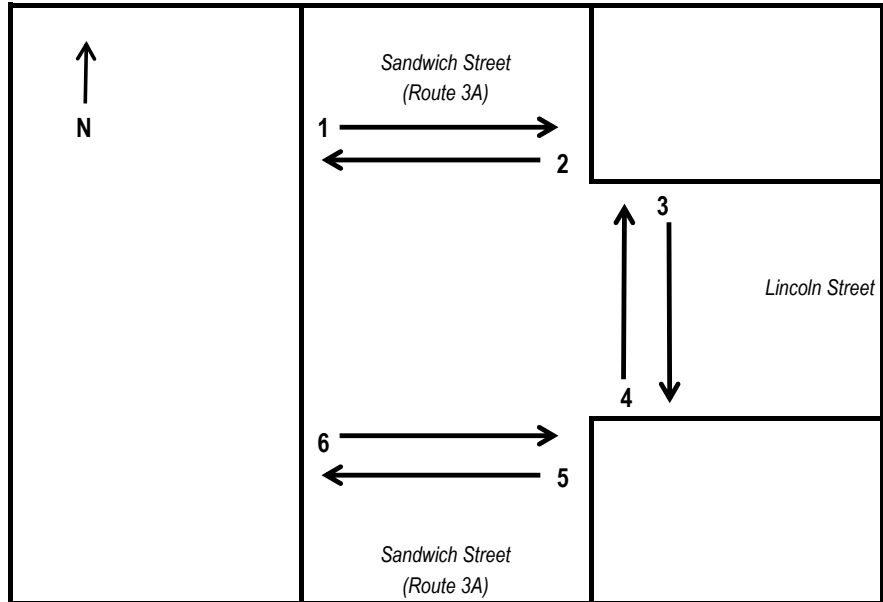 Sandwich Street
(Route 3A)
N
1
2
3
Lincoln Street
4
6
5
Sandwich Street
(Route 3A)